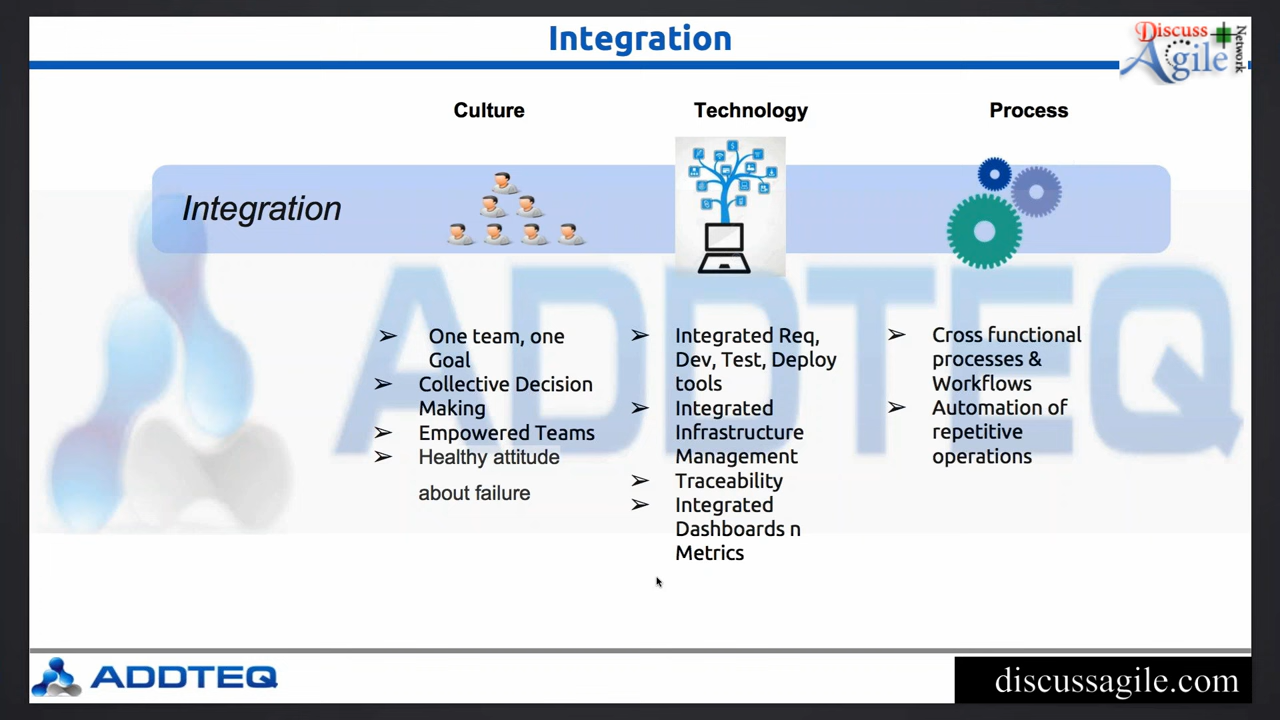 Integration
Discuss
Agile
Network
Culture
Technology
Process
Integration
➢ One team, one
Goal
➢ Collective Decision
Making
➢ Empowered Teams
➢ Healthy attitude
about failure
➢ Integrated Req,
Dev, Test, Deploy
tools
➢ Integrated
Infrastructure
Management
➢ Traceability
➢ Integrated
Dashboards n
Metrics
➢ Cross functional
processes &
Workflows
➢ Automation of
repetitive
operations
ADDTEQ
ADDTEQ
discussagile.com